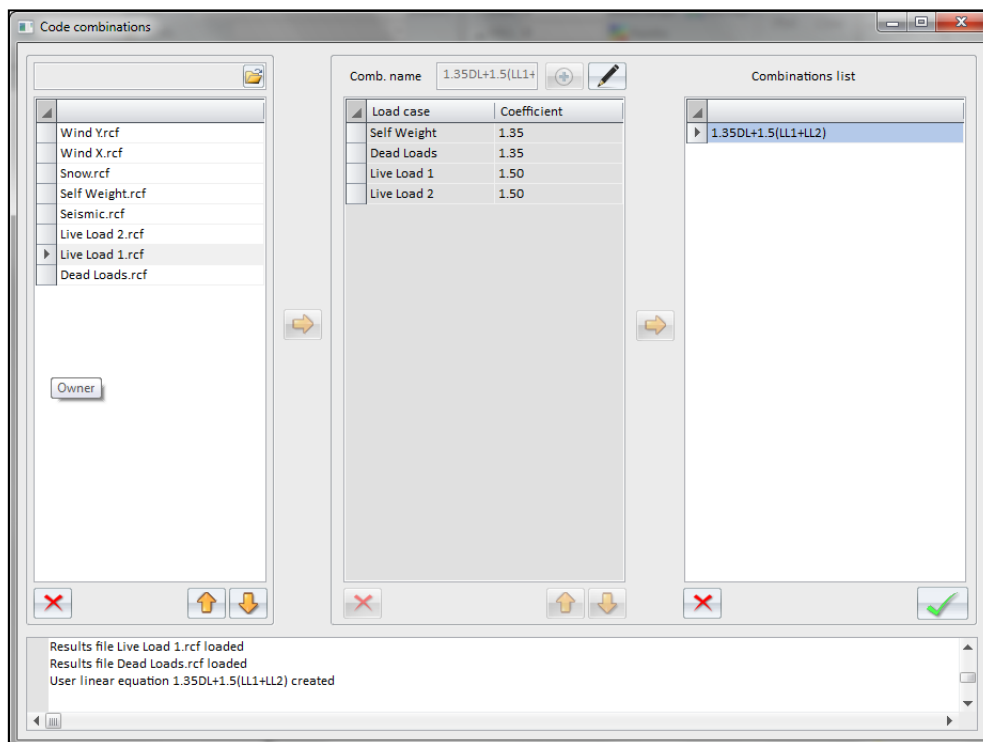 Code combinations
Wind Y.rcf
Wind X.rcf
Snow.rcf
Self Weight.rcf
Seismic.rcf
Live Load 2.rcf
Live Load 1.rcf
Dead Loads.rcf
Owner
Comb. name 1.35DL+1.5(LL1+
Load case Coefficient
Self Weight 1.35
Dead Loads 1.35
Live Load 1 1.50
Live Load 2 1.50
Combinations list
1.35DL+1.5(LL1+LL2)
Results file Live Load 1.rcf loaded
Results file Dead Loads.rcf loaded
User linear equation 1.35DL+1.5(LL1+LL2) created